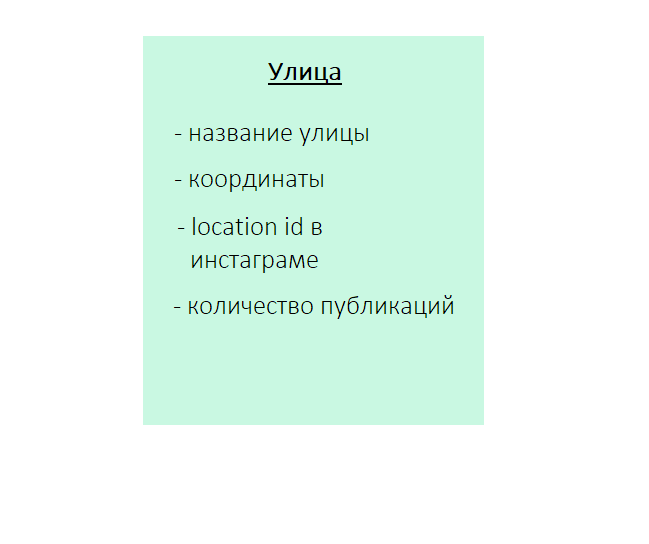 Улица
- название улицы
- координаты
- location id в
инстаграме
- количество публикаций